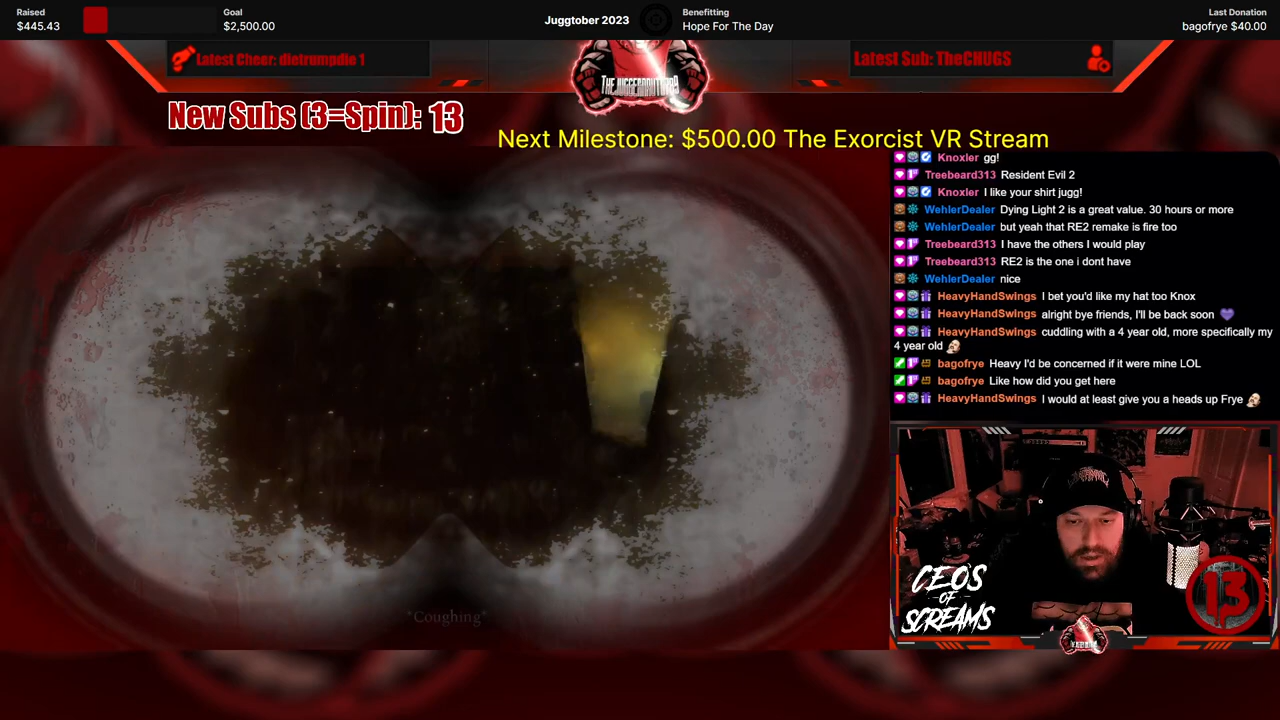 Raised
$445.43
Goal
$2,500.00
Juggtober 2023
Benefitting
Hope For The Day
Last Donation
bagofrye $40.00
Latest Cheer: dietrumpdie 1
THEJUGGERNAUT0989
Latest Sub: TheCHUGS
New Subs (3=Spin): 13
Next Milestone: $500.00 The Exorcist VR Stream
Knoxler gg!
Treebeard313 Resident Evil 2
Knoxler I like your shirt jugg!
WehlerDealer Dying Light 2 is a great value. 30 hours or more
WehlerDealer but yeah that RE2 remake is fire too
Treebeard313 I have the others I would play
Treebeard313 RE2 is the one i dont have
WehlerDealer nice
HeavyHandSwings I bet you'd like my hat too Knox
HeavyHandSwings alright bye friends, I'll be back soon
HeavyHandSwings cuddling with a 4 year old, more specifically my
4 year old
bagofrye Heavy I'd be concerned if it were mine LOL
bagofrye Like how did you get here
HeavyHandSwings I would at least give you a heads up Frye
*Coughing*
CEOS
OF
SCREAMS
13